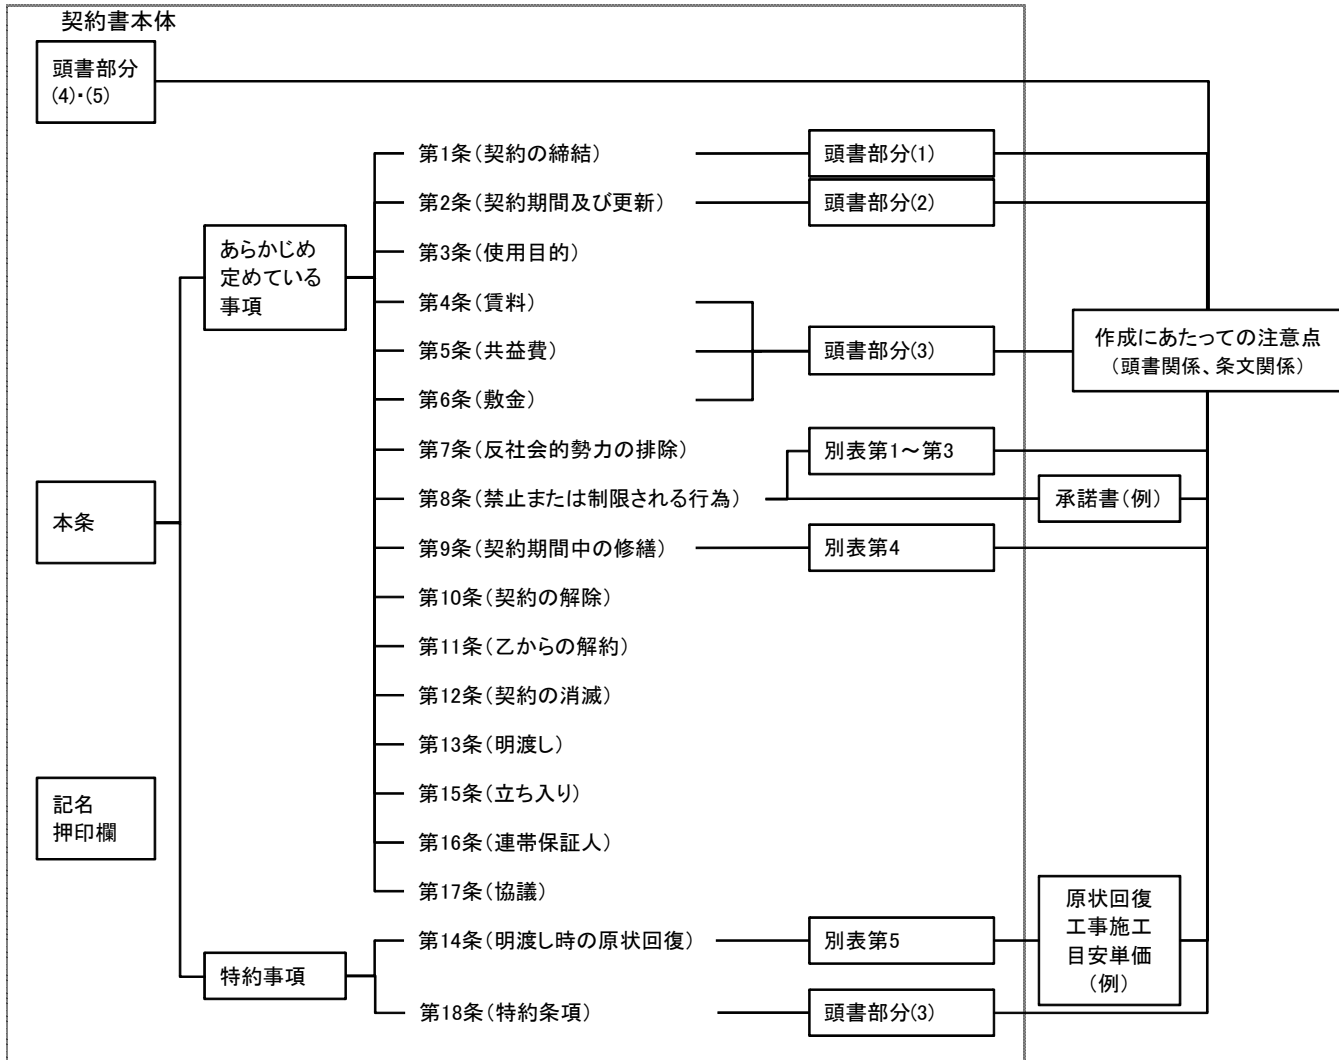 契約書本体
頭書部分
(4)・(5)
第1条(契約の締結)
頭書部分(1)
第2条(契約期間及び更新)
頭書部分(2)
あらかじめ
定めている
事項
第3条(使用目的)
第4条(賃料)
第5条(共益費)
頭書部分(3)
作成にあたっての注意点
(頭書関係、条文関係)
第6条(敷金)
第7条(反社会的勢力の排除)
別表第1~第3
第8条(禁止または制限される行為)
承諾書(例)
本条
第9条(契約期間中の修繕)
別表第4
第10条(契約の解除)
第11条(乙からの解約)
第12条(契約の消滅)
第13条(明渡し)
第15条(立ち入り)
記名
押印欄
第16条(連帯保証人)
第17条(協議)
特約事項
第14条(明渡し時の原状回復)
別表第5
原状回復
工事施工
目安単価
(例)
第18条(特約条項)
頭書部分(3)